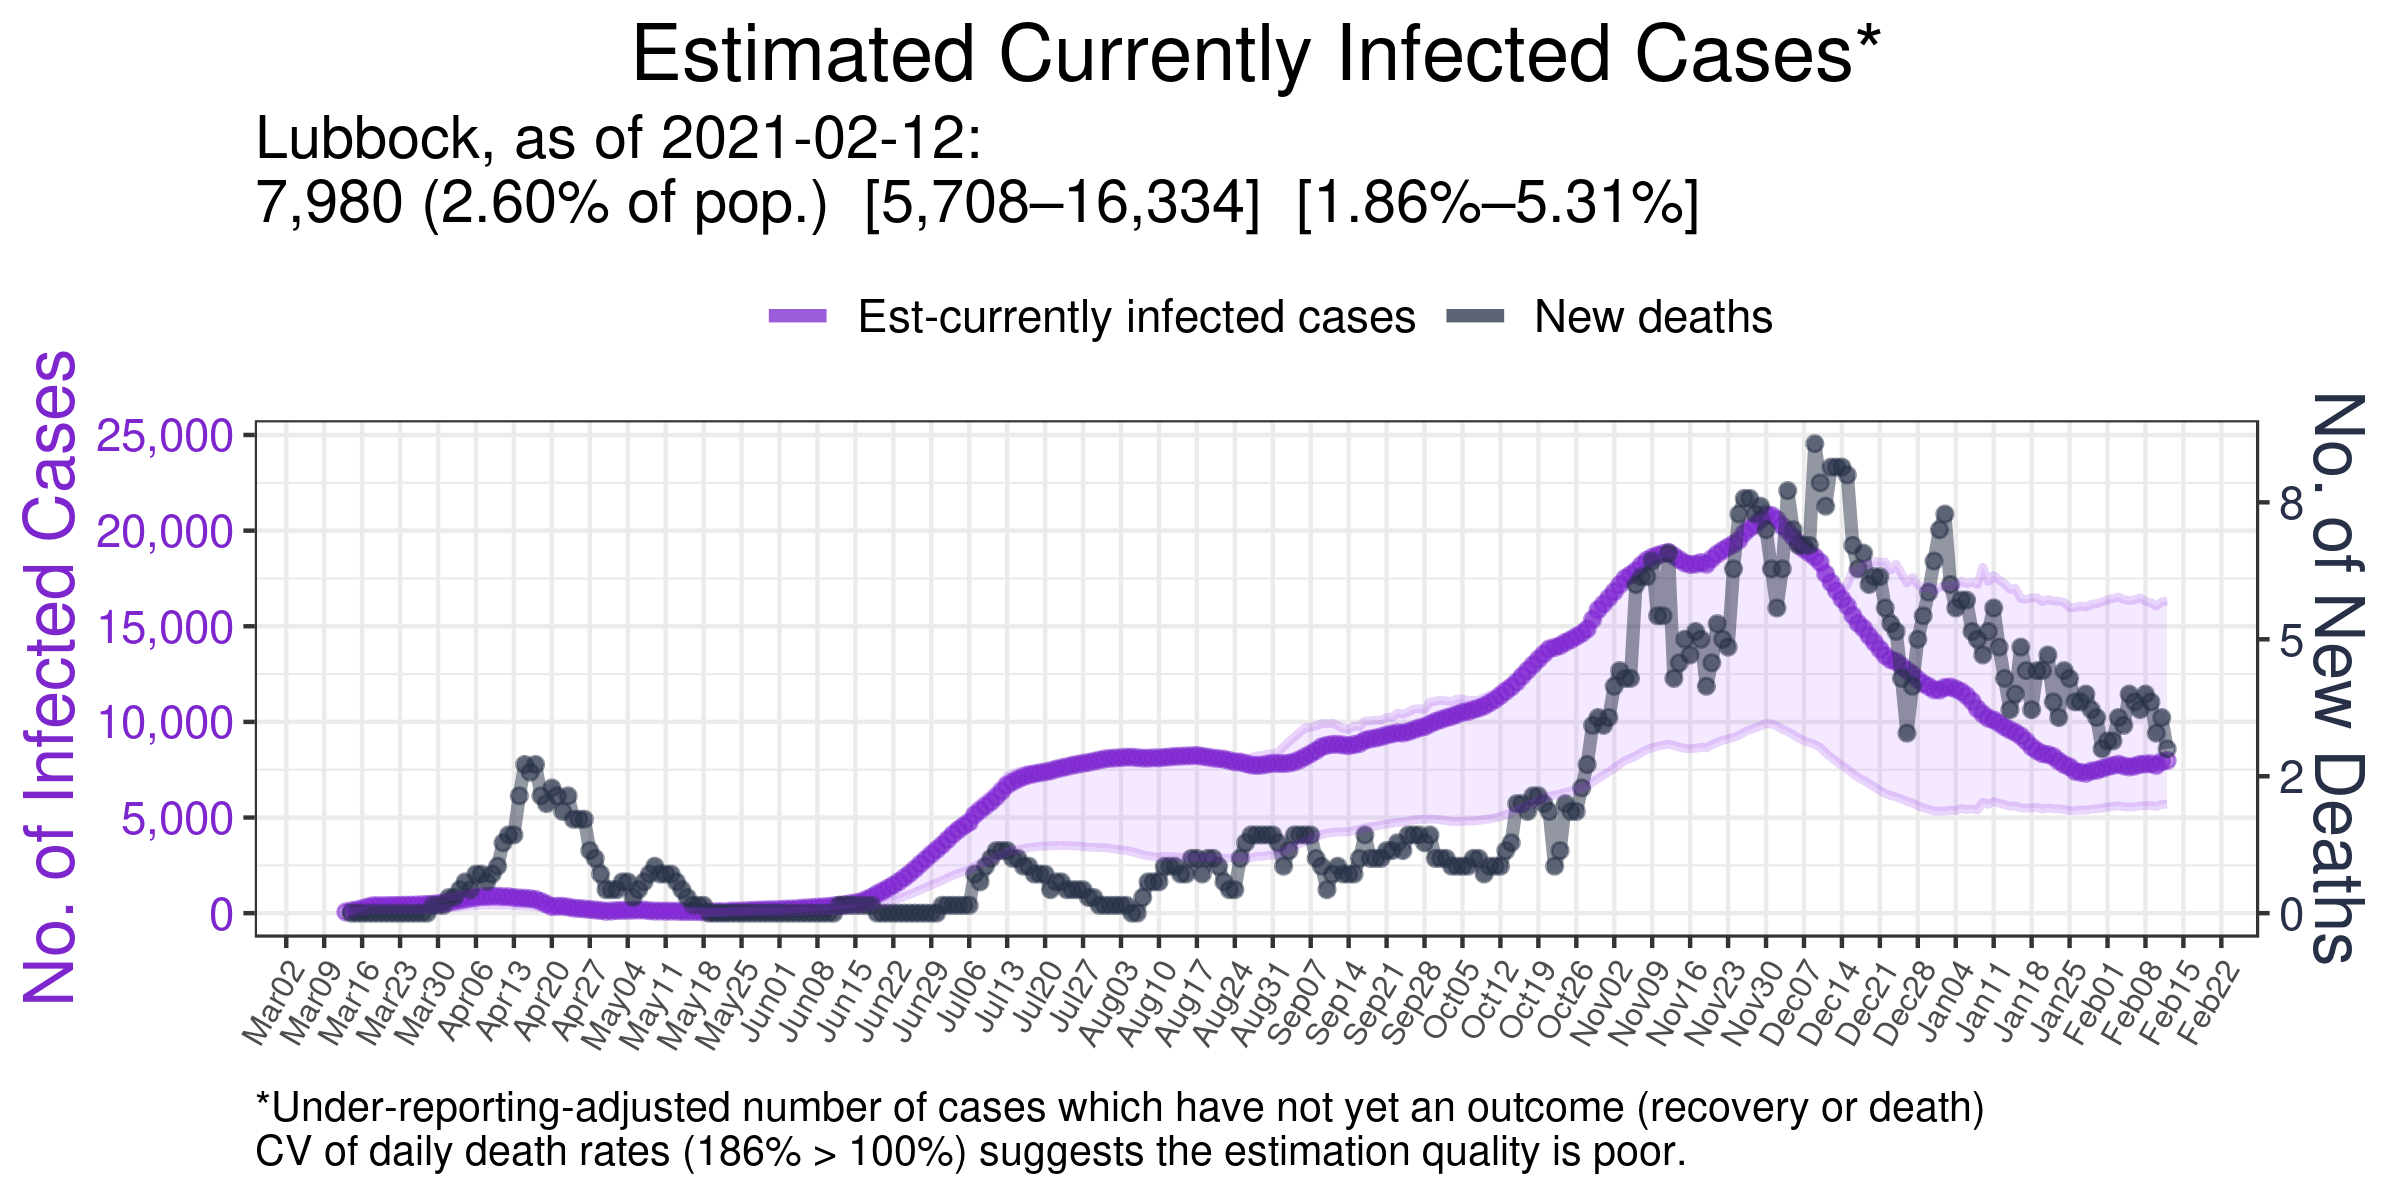 Estimated Currently Infected Cases*
Lubbock, as of 2021-02-12:
7,980 (2.60% of pop.) [5,708–16,334] [1.86%–5.31%]
Est-currently infected cases
New deaths
No. of Infected Cases
25,000
20,000
15,000
10,000
5,000
0
No. of New Deaths
8
5
2
0
Mar02
Mar09
Mar16
Mar23
Mar30
Apr06
Apr13
Apr20
Apr27
May04
May11
May18
May25
Jun01
Jun08
Jun15
Jun22
Jun29
Jul06
Jul13
Jul20
Jul27
Aug03
Aug10
Aug17
Aug24
Aug31
Sep07
Sep14
Sep21
Sep28
Oct05
Oct12
Oct19
Oct26
Nov02
Nov09
Nov16
Nov23
Nov30
Dec07
Dec14
Dec21
Dec28
Jan04
Jan11
Jan18
Jan25
Feb01
Feb08
Feb15
Feb22
*Under-reporting-adjusted number of cases which have not yet an outcome (recovery or death)
CV of daily death rates (186% > 100%) suggests the estimation quality is poor.